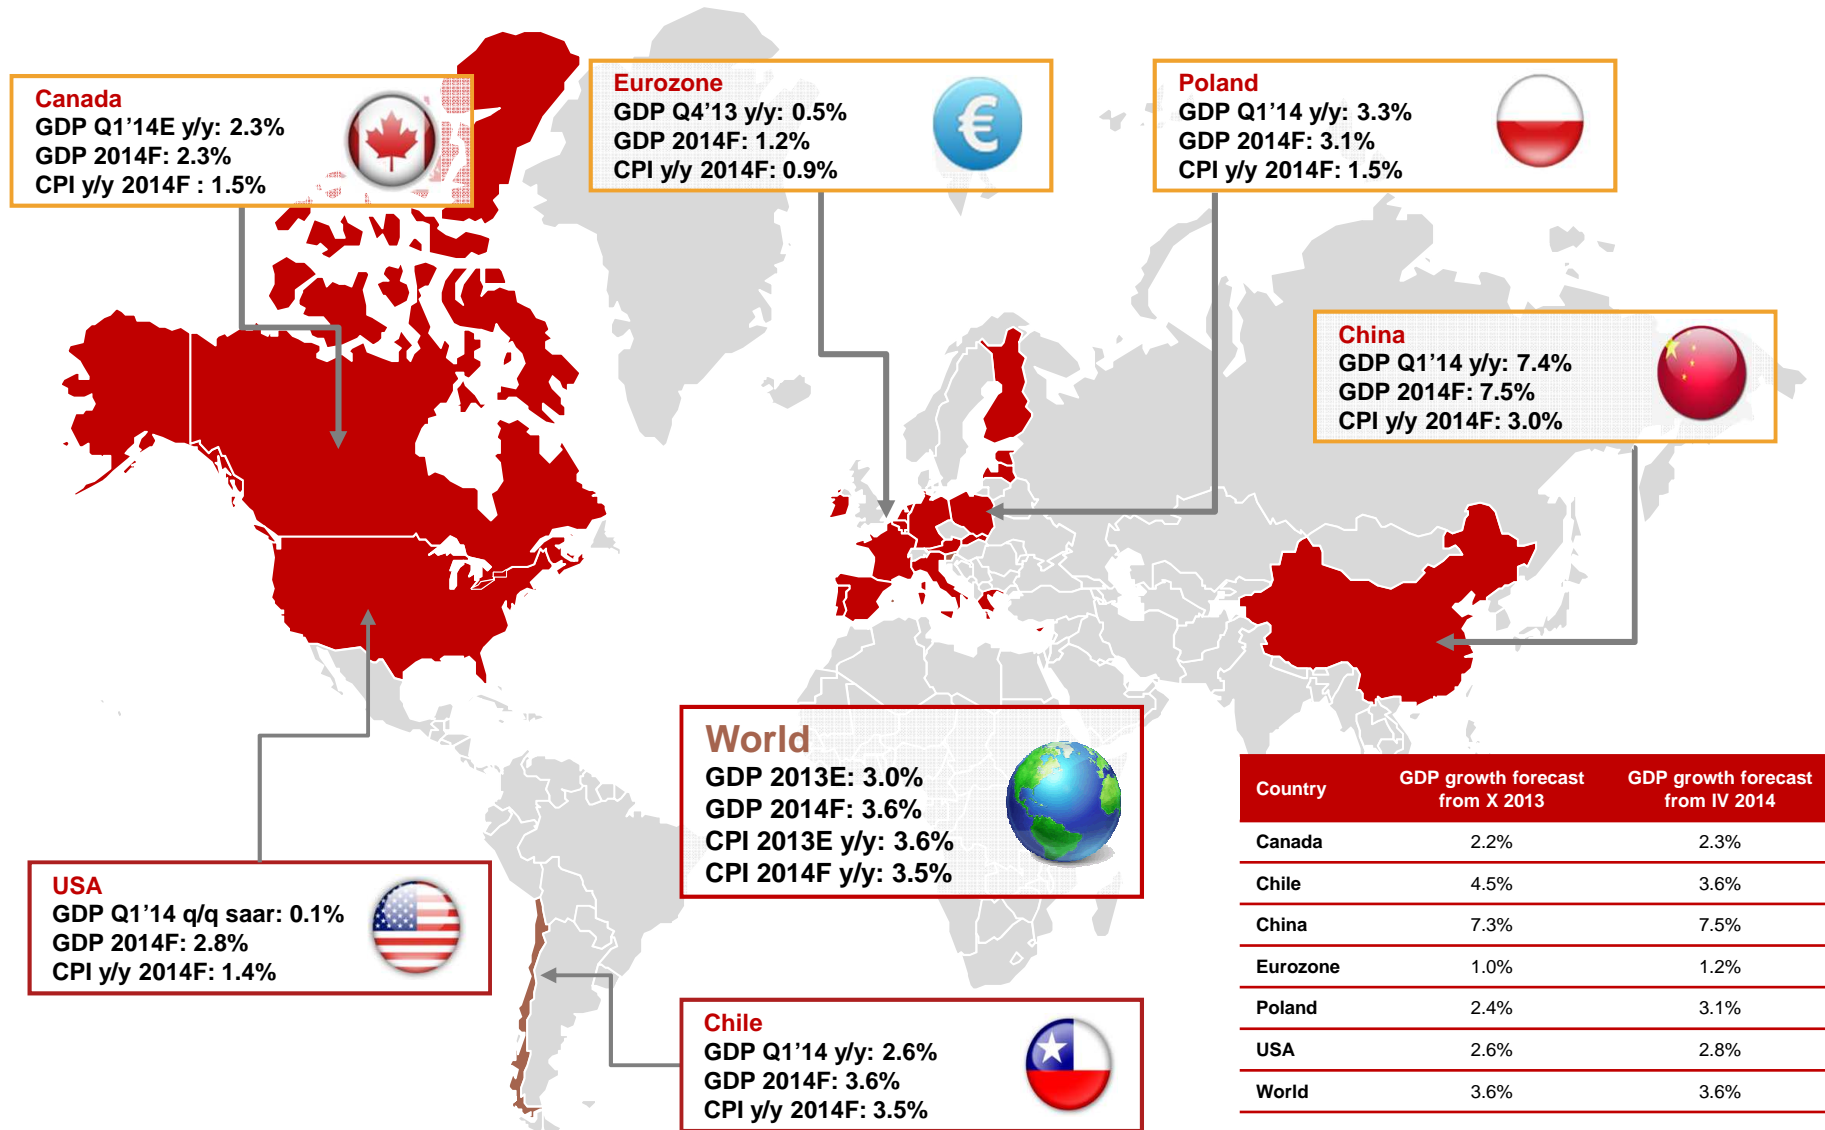 Canada
GDP Q1’14E y/y: 2.3%
GDP 2014F: 2.3%
CPI y/y 2014F : 1.5%
Eurozone
GDP Q4’13 y/y: 0.5%
GDP 2014F: 1.2%
CPI y/y 2014F: 0.9%
€
Poland
GDP Q1’14 y/y: 3.3%
GDP 2014F: 3.1%
CPI y/y 2014F: 1.5%
China
GDP Q1’14 y/y: 7.4%
GDP 2014F: 7.5%
CPI y/y 2014F: 3.0%
World
GDP 2013E: 3.0%
GDP 2014F: 3.6%
CPI 2013E y/y: 3.6%
CPI 2014F y/y: 3.5%
USA
GDP Q1’14 q/q saar: 0.1%
GDP 2014F: 2.8%
CPI y/y 2014F: 1.4%
Chile
GDP Q1’14 y/y: 2.6%
GDP 2014F: 3.6%
CPI y/y 2014F: 3.5%
Country GDP growth forecast from X 2013 GDP growth forecast from IV 2014
Canada 2.2% 2.3%
Chile 4.5% 3.6%
China 7.3% 7.5%
Eurozone 1.0% 1.2%
Poland 2.4% 3.1%
USA 2.6% 2.8%
World 3.6% 3.6%